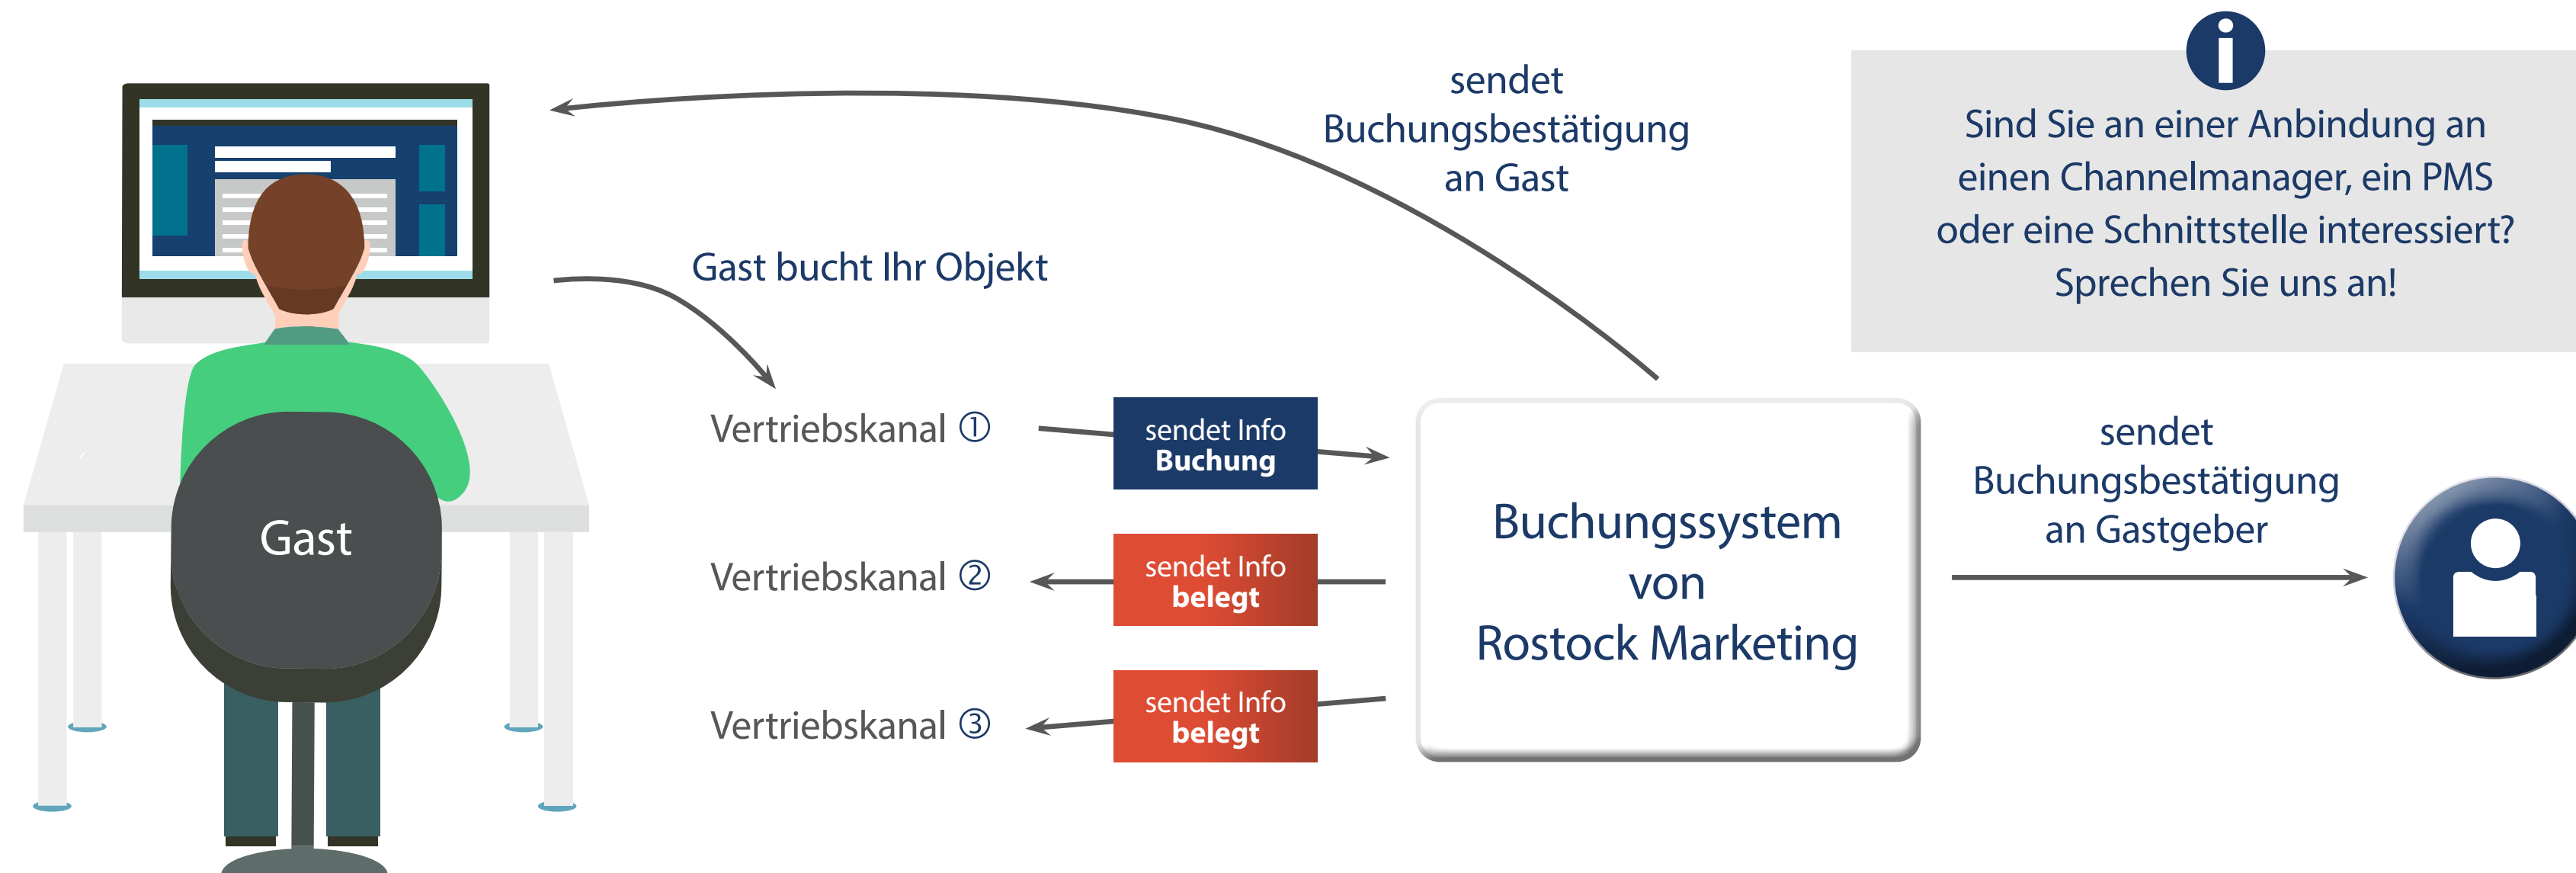 sendet
Buchungsbestätigung
an Gast
Sind Sie an einer Anbindung an
einen Channelmanager, ein PMS
oder eine Schnittstelle interessiert?
Sprechen Sie uns an!
Gast bucht Ihr Objekt
Gast
Vertriebskanal ①
sendet Info
Buchung
Vertriebskanal ②
sendet Info
belegt
Vertriebskanal ③
sendet Info
belegt
Buchungssystem
von
Rostock Marketing
sendet
Buchungsbestätigung
an Gastgeber